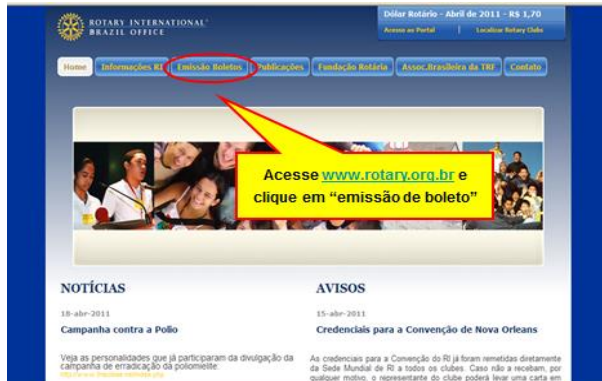 ROTARY INTERNATIONAL
BRAZIL OFFICE
Dólar Rotário - Abril de 2011 - R$ 1,70
Acesso ao Portal | Localizar Rotary Clubs
Home
Informações RI
Emissão Boletos
Publicações
Fundação Rotária
Assoc.Brasileira da TRF
Contato
Acesse www.rotary.org.br e
clique em “emissão de boleto”
NOTÍCIAS
18-abr-2011
Campanha contra a Polio
Veja as personalidades que já participaram da divulgação da
campanha de erradicação da poliomielite:
AVISOS
15-abr-2011
Credenciais para a Convenção de Nova Orleans
As credenciais para a Convenção do RI já foram remetidas diretamente
da Sede Mundial de RI a todos os clubes. Caso não a recebam, por
qualquer motivo, o representante do clube poderá levar uma carta em